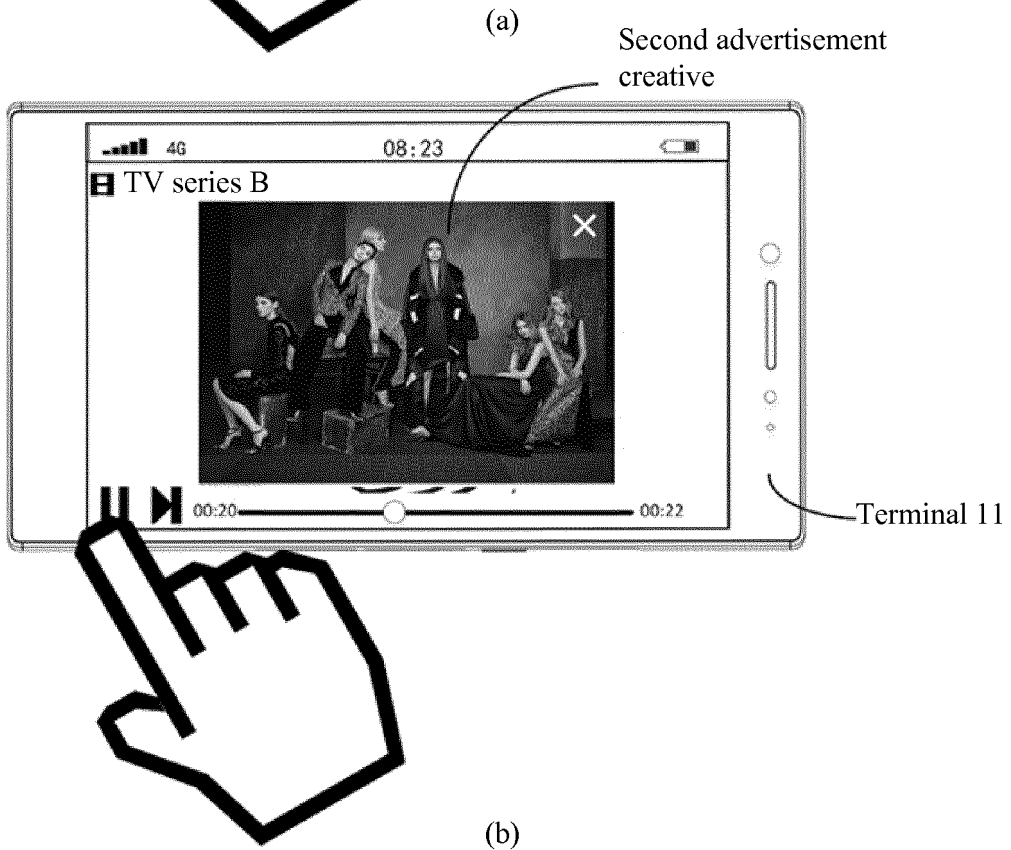 (a)
Second advertisement
creative
4G
08:23
TV series B
00:20
00:22
Terminal 11
(b)